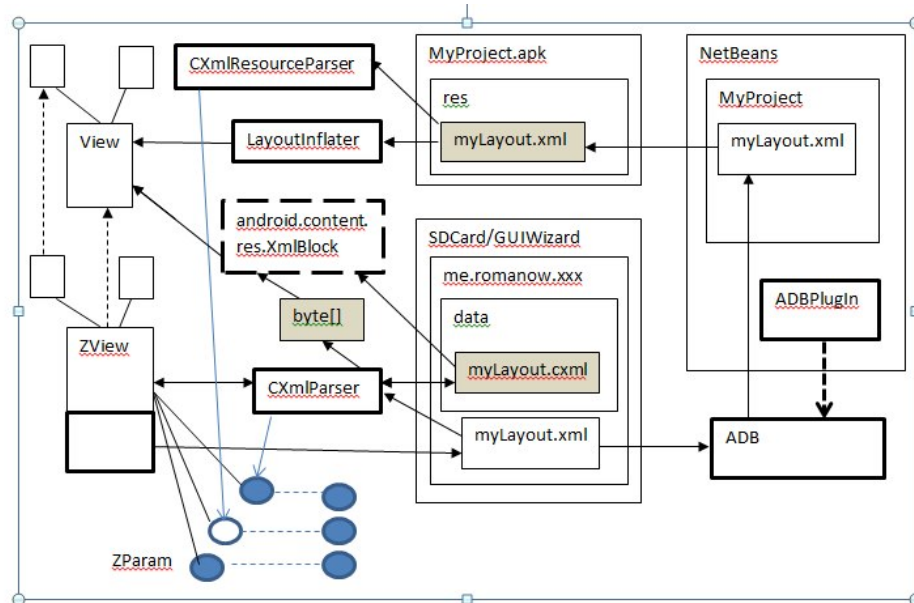 CXmlResourceParser
MyProject.apk
NetBeans
res
MyProject
View
LayoutInflater
myLayout.xml
myLayout.xml
android.content.
res.XmlBlock
SDCard/GUIWizard
me.romanow.xxx
byte[]
data
ADBPlugIn
ZView
CXmlParser
myLayout.cxml
myLayout.xml
ADB
ZParam